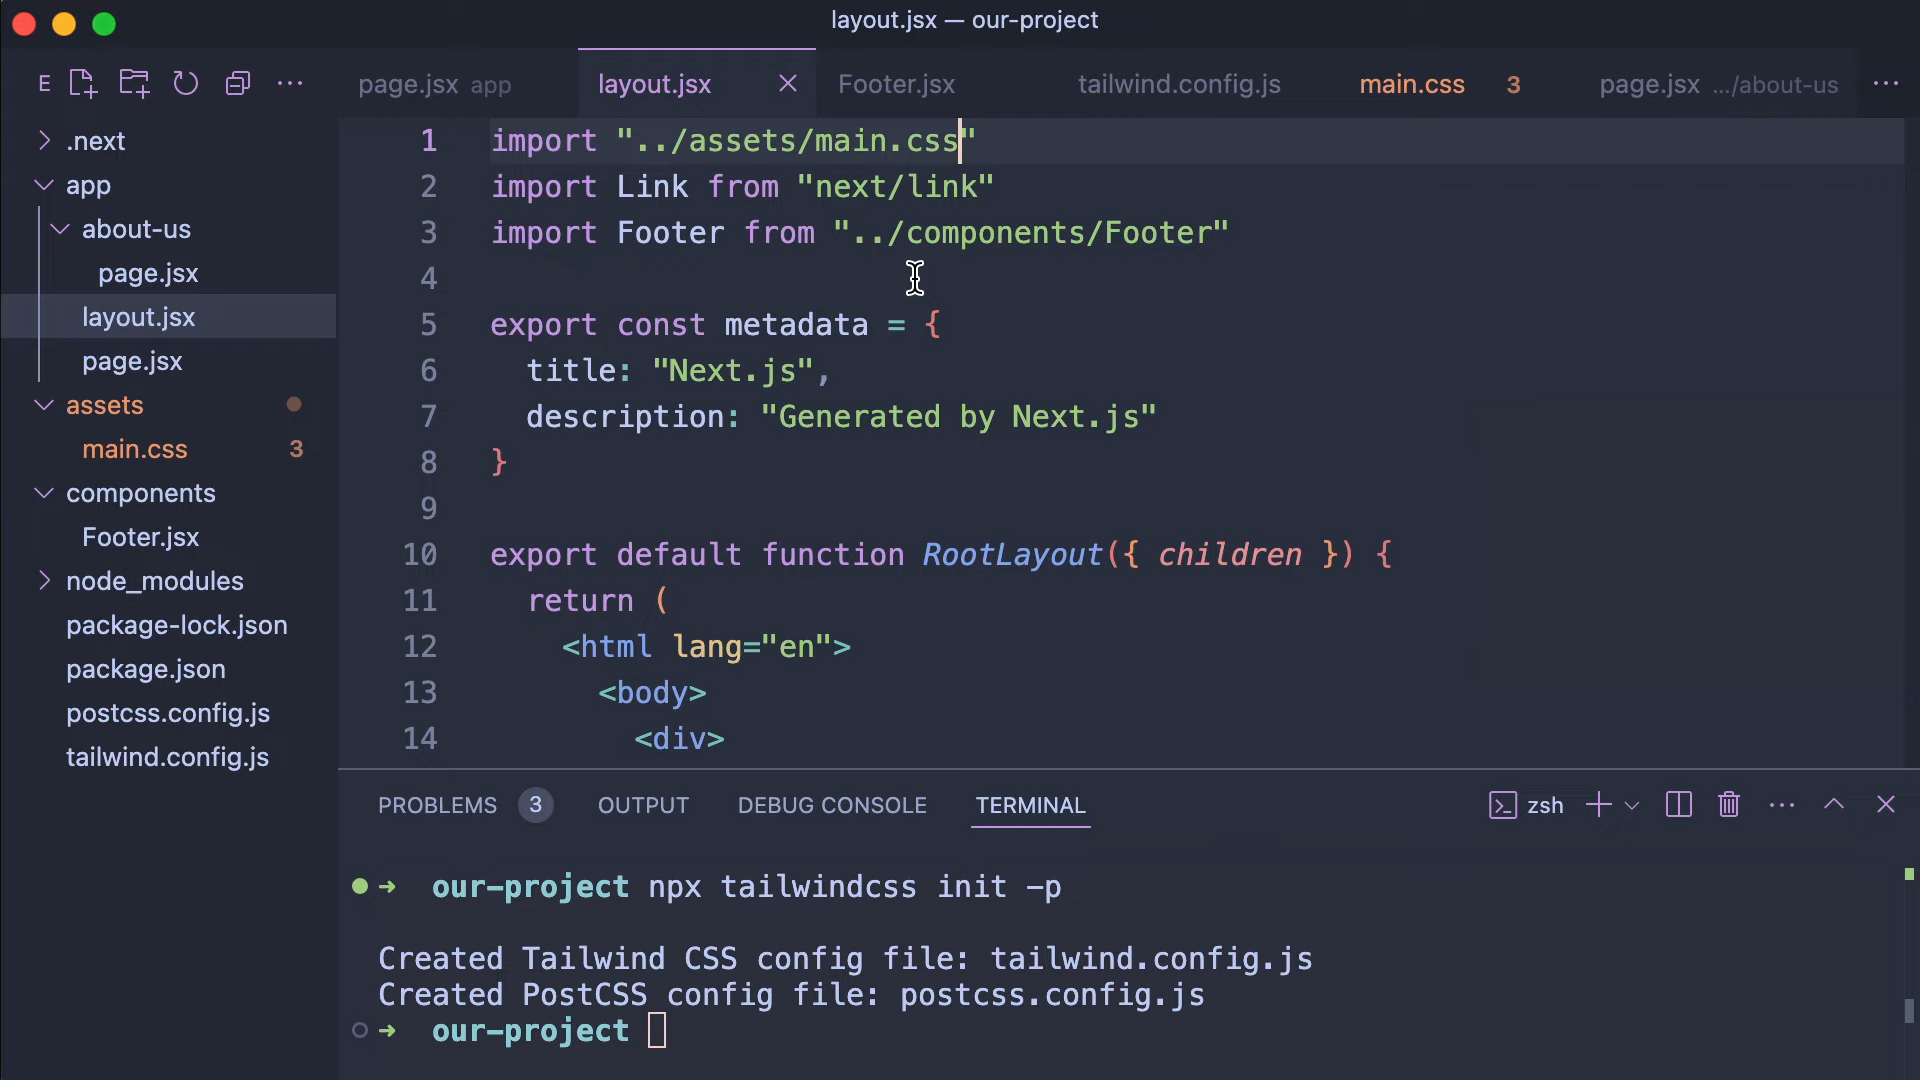 layout.jsx — our-project
E
page.jsx app
layout.jsx
Footer.jsx
tailwind.config.js
main.css 3
page.jsx .../about-us
.next
app
about-us
page.jsx
layout.jsx
page.jsx
assets
main.css 3
components
Footer.jsx
node_modules
package-lock.json
package.json
postcss.config.js
tailwind.config.js
1 import "../assets/main.css"
2 import Link from "next/link"
3 import Footer from "../components/Footer"
4
5 export const metadata = {
6 title: "Next.js",
7 description: "Generated by Next.js"
8 }
9
10 export default function RootLayout({ children }) {
11 return (
12 <html lang="en">
13 <body>
14 <div>
PROBLEMS 3 OUTPUT DEBUG CONSOLE TERMINAL
zsh
➜ our-project npx tailwindcss init -p
Created Tailwind CSS config file: tailwind.config.js
Created PostCSS config file: postcss.config.js
➜ our-project